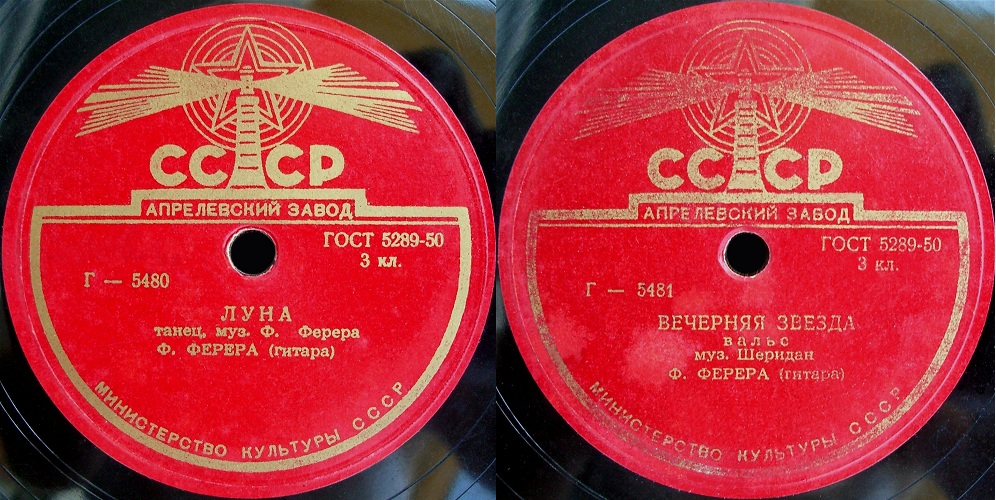 СССР
АПРЕЛЕВСКИЙ ЗАВОД
ГОСТ 5289-50
3 кл.
Г — 5480
ЛУНА
танец, муз. Ф. Ферера
Ф. ФЕРЕРА (гитара)
МИНИСТЕРСТВО КУЛЬТУРЫ СССР
СССР
АПРЕЛЕВСКИЙ ЗАВОД
ГОСТ 5289-50
3 кл.
Г — 5481
ВЕЧЕРНЯЯ ЗВЕЗДА
вальс
муз. Шеридан
Ф. ФЕРЕРА (гитара)
МИНИСТЕРСТВО КУЛЬТУРЫ СССР